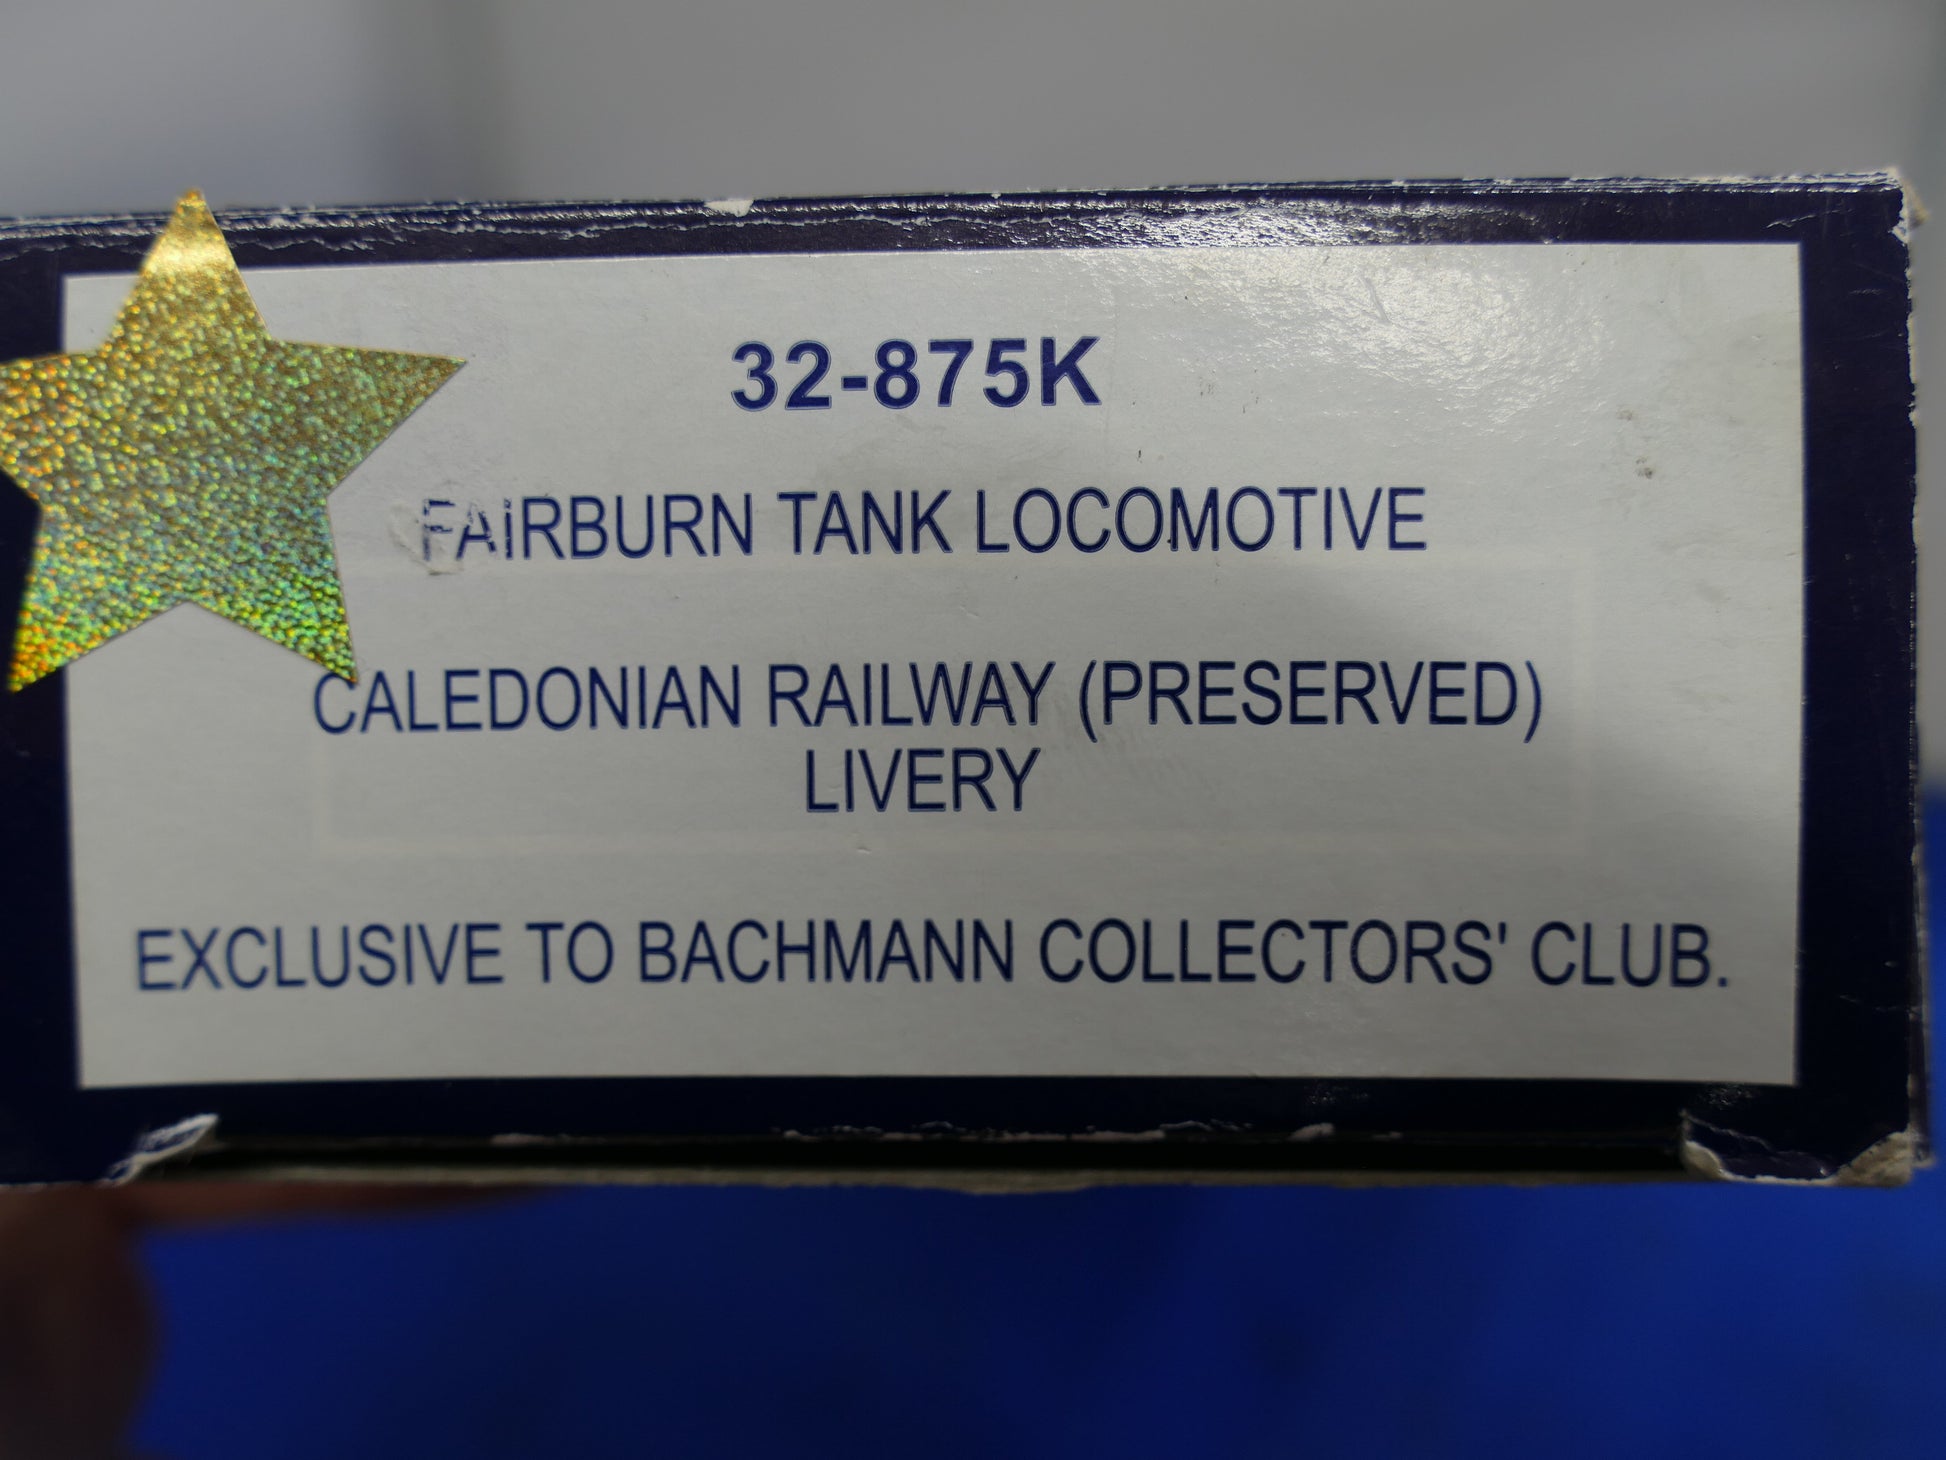 32-875K
FAIRBURN TANK LOCOMOTIVE
CALEDONIAN RAILWAY (PRESERVED)
LIVERY
EXCLUSIVE TO BACHMANN COLLECTORS' CLUB.